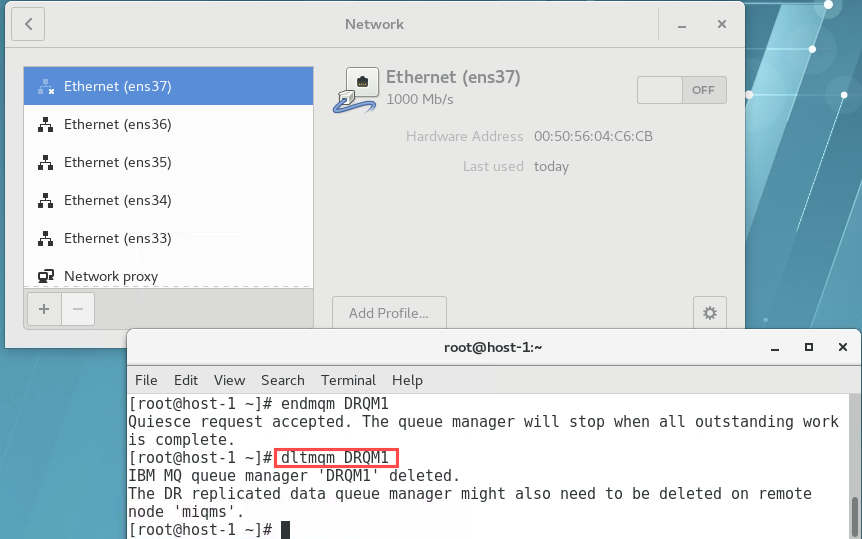 Network
Ethernet (ens37)
Ethernet (ens36)
Ethernet (ens35)
Ethernet (ens34)
Ethernet (ens33)
Network proxy
Ethernet (ens37)
1000 Mb/s
OFF
Hardware Address 00:50:56:04:C6:CB
Last used today
Add Profile...
root@host-1:~
File Edit View Search Terminal Help
[root@host-1 ~]# endmqm DRQM1
Quiesce request accepted. The queue manager will stop when all outstanding work
is complete.
[root@host-1 ~]# dltmqm DRQM1
IBM MQ queue manager 'DRQM1' deleted.
The DR replicated data queue manager might also need to be deleted on remote
node 'miqms'.
[root@host-1 ~]#